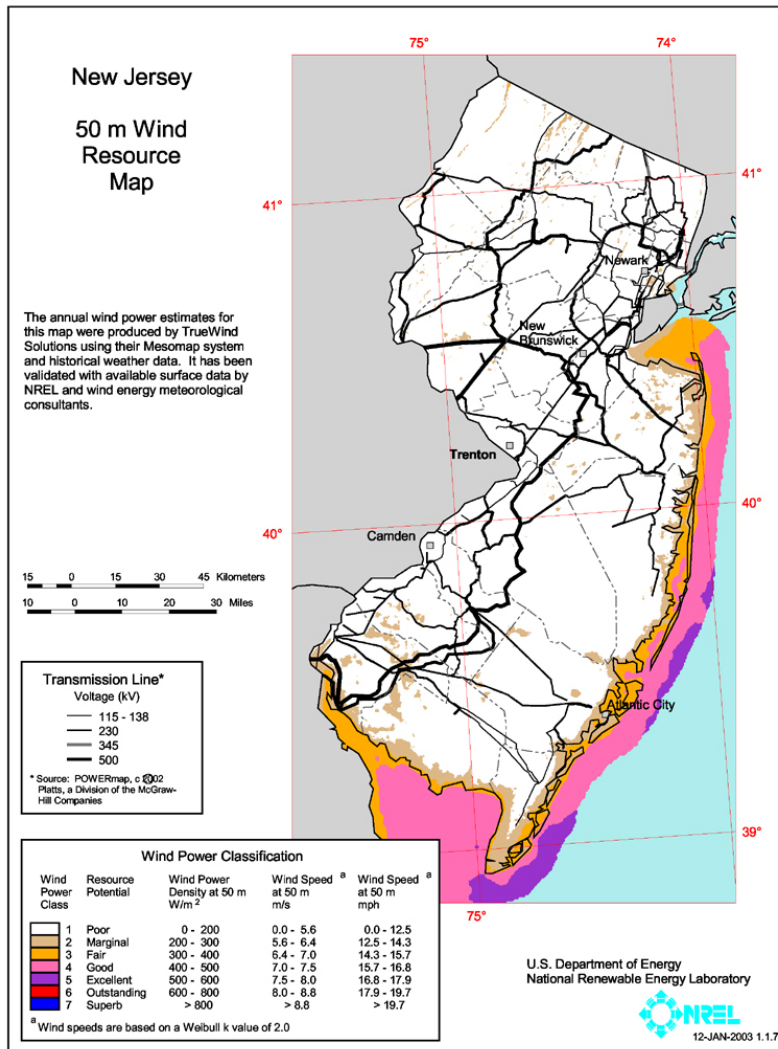 New Jersey
50 m Wind
Resource
Map
75°
74°
41°
41°
The annual wind power estimates for
this map were produced by TrueWind
Solutions using their Mesomap system
and historical weather data. It has been
validated with available surface data by
NREL and wind energy meteorological
consultants.
Newark
New
Brunswick
Trenton
40°
40°
Camden
15 0 15 30 45 Kilometers
10 0 10 20 30 Miles
Transmission Line*
Voltage (kV)
115 - 138
230
345
500
* Source: POWERmap, c 2002
Platts, a Division of the McGraw-
Hill Companies
Atlantic City
39°
75°
Wind Power Classification
Wind Power Class Resource Potential Wind Power Density at 50 m W/m 2 Wind Speed a at 50 m m/s Wind Speed a at 50 m mph
1 Poor 0 - 200 0.0 - 5.6 0.0 - 12.5
2 Marginal 200 - 300 5.6 - 6.4 12.5 - 14.3
3 Fair 300 - 400 6.4 - 7.0 14.3 - 15.7
4 Good 400 - 500 7.0 - 7.5 15.7 - 16.8
5 Excellent 500 - 600 7.5 - 8.0 16.8 - 17.9
6 Outstanding 600 - 800 8.0 - 8.8 17.9 - 19.7
7 Superb > 800 > 8.8 > 19.7
a Wind speeds are based on a Weibull k value of 2.0
U.S. Department of Energy
National Renewable Energy Laboratory
NREL
12-JAN-2003 1.1.7